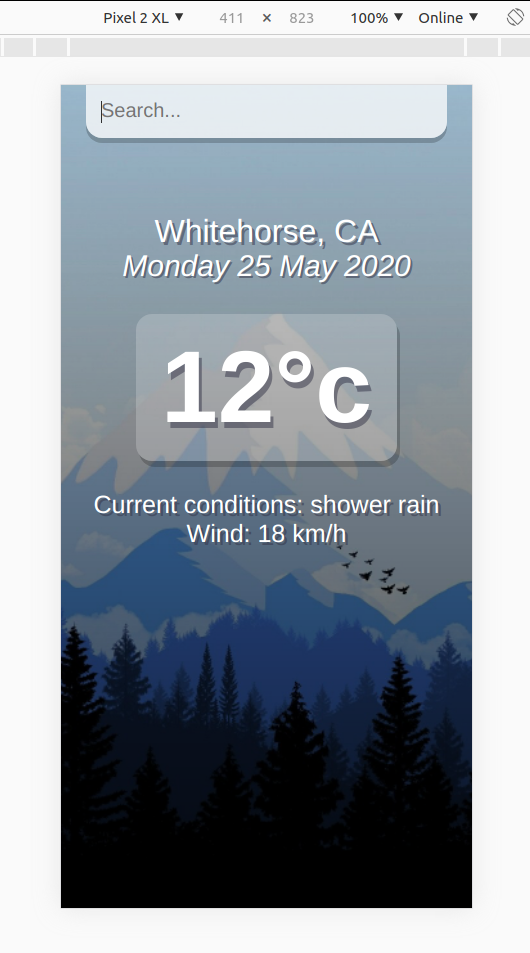 Pixel 2 XL ▼ 411 × 823 100% ▼ Online ▼
Search...
Whitehorse, CA
Monday 25 May 2020
12°c
Current conditions: shower rain
Wind: 18 km/h